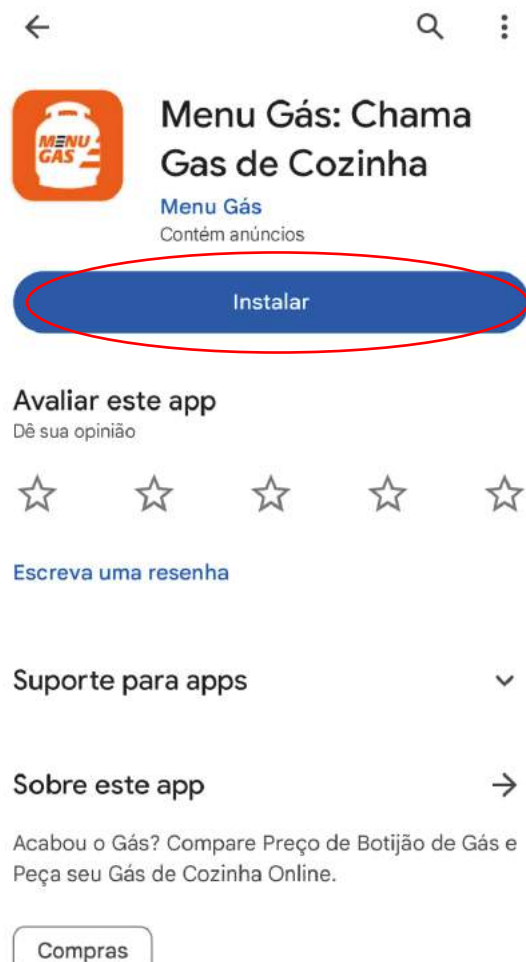 MENU
GAS
Menu Gás: Chama
Gas de Cozinha
Menu Gás
Contém anúncios
Instalar
Avaliar este app
Dê sua opinião
Escreva uma resenha
Suporte para apps
Sobre este app
Acabou o Gás? Compare Preço de Botijão de Gás e
Peça seu Gás de Cozinha Online.
Compras